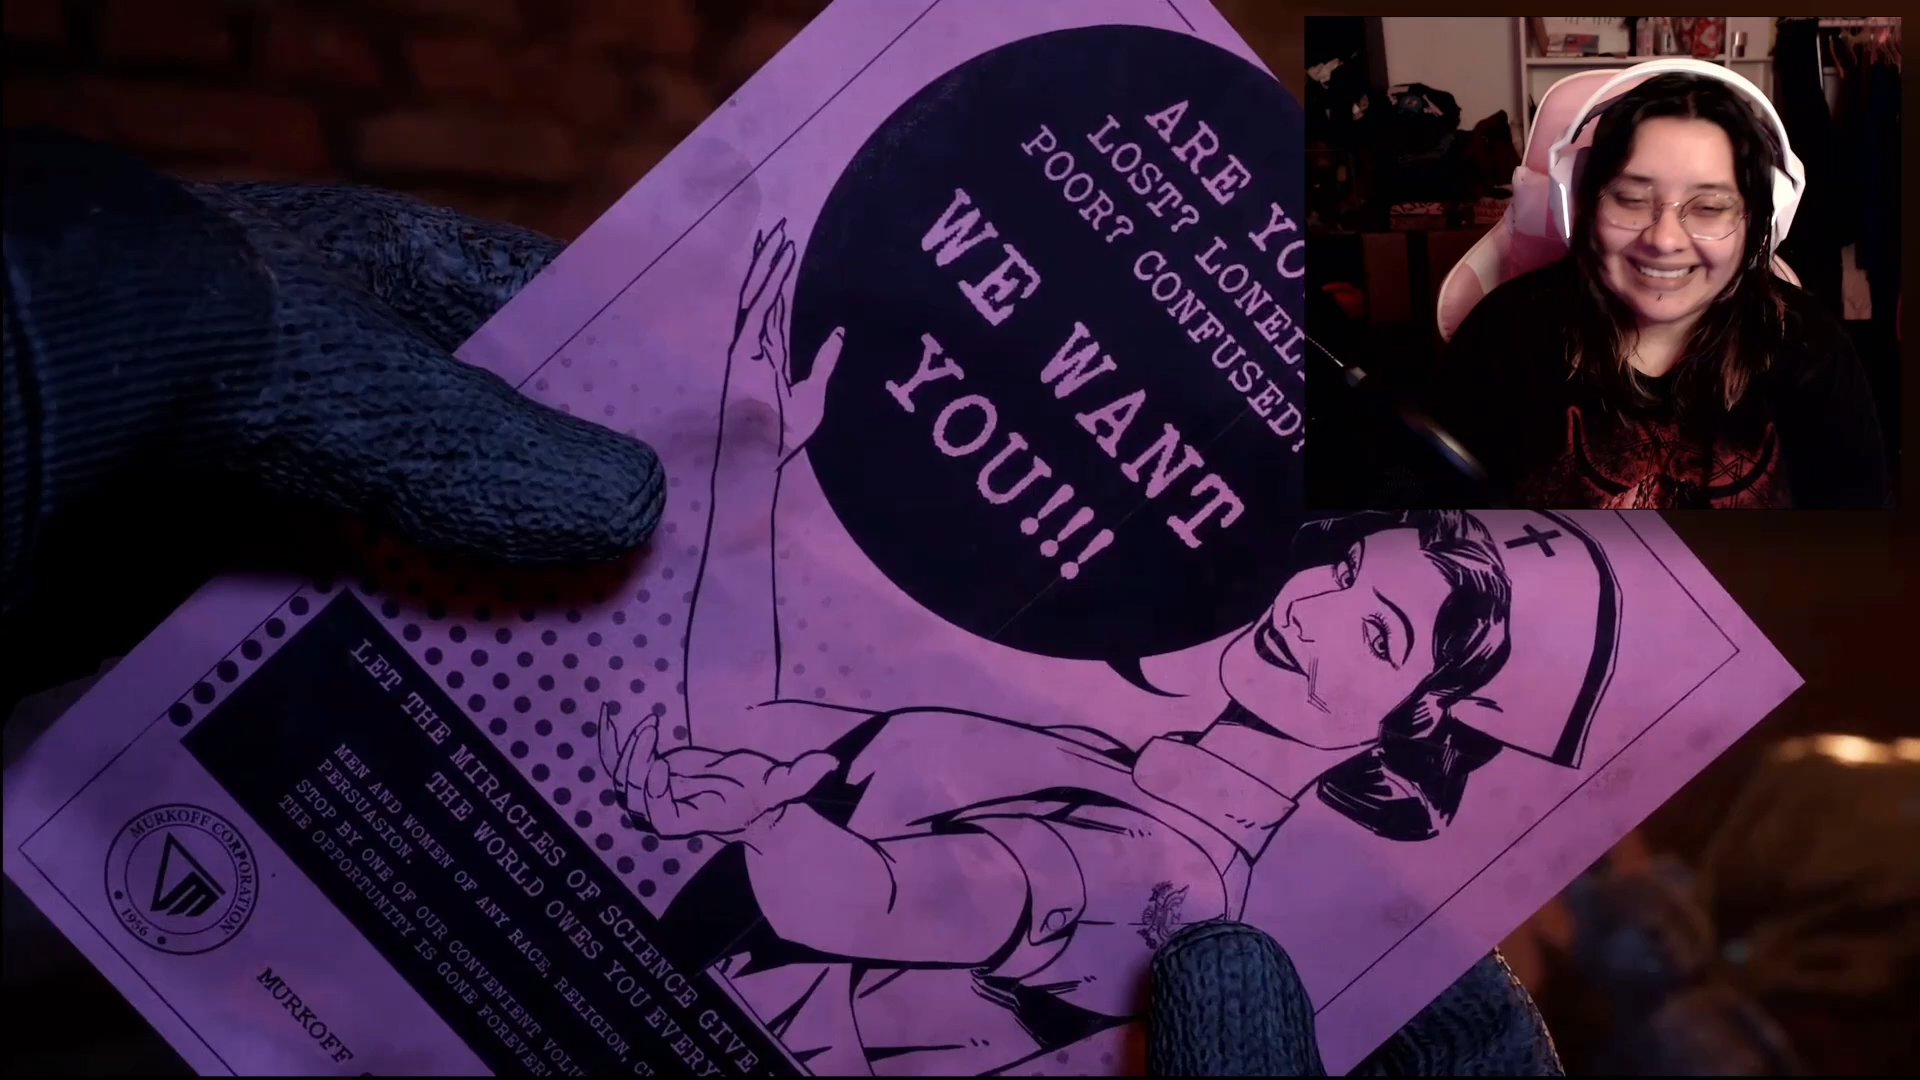 ARE YO
LOST? LONEL
POOR? CONFUSED?
WE WANT
YOU!!!
LET THE MIRACLES OF SCIENCE GIVE
THE WORLD OWES YOU EVERY
MEN AND WOMEN OF ANY RACE, RELIGION,
PERSUASION.
STOP BY ONE OF OUR CONVENIENT VOLU
THE OPPORTUNITY IS GONE FOREVER!
MURKOFF CORPORATION
1956
MURKOFF